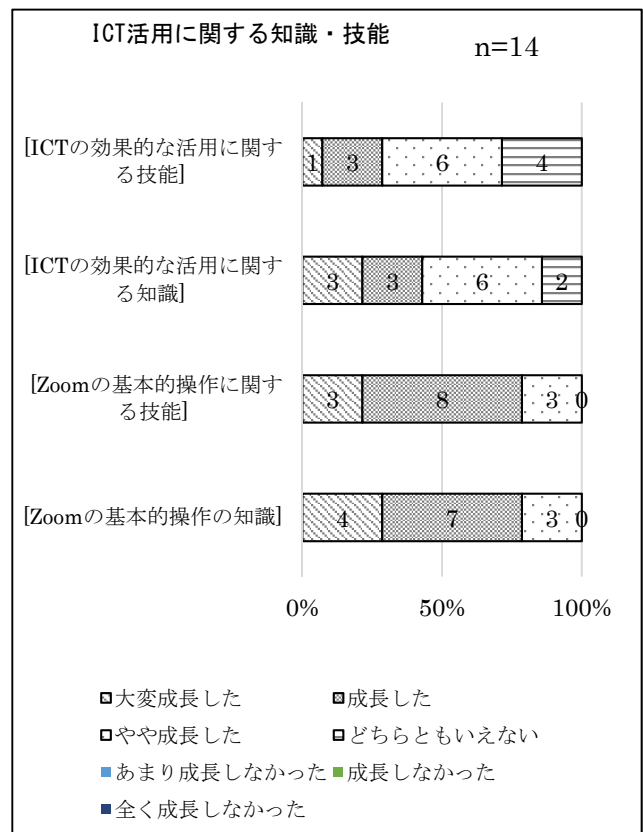 ICT活用に関する知識・技能
n=14
[ICTの効果的な活用に関す
る技能]
1 3 6 4
[ICTの効果的な活用に関す
る知識]
3 3 6 2
[Zoomの基本的操作に関す
る技能]
3 8 3 0
[Zoomの基本的操作の知識]
4 7 3 0
0% 50% 100%
大変成長した 成長した
やや成長した どちらともいえない
あまり成長しなかった 成長しなかった
全く成長しなかった